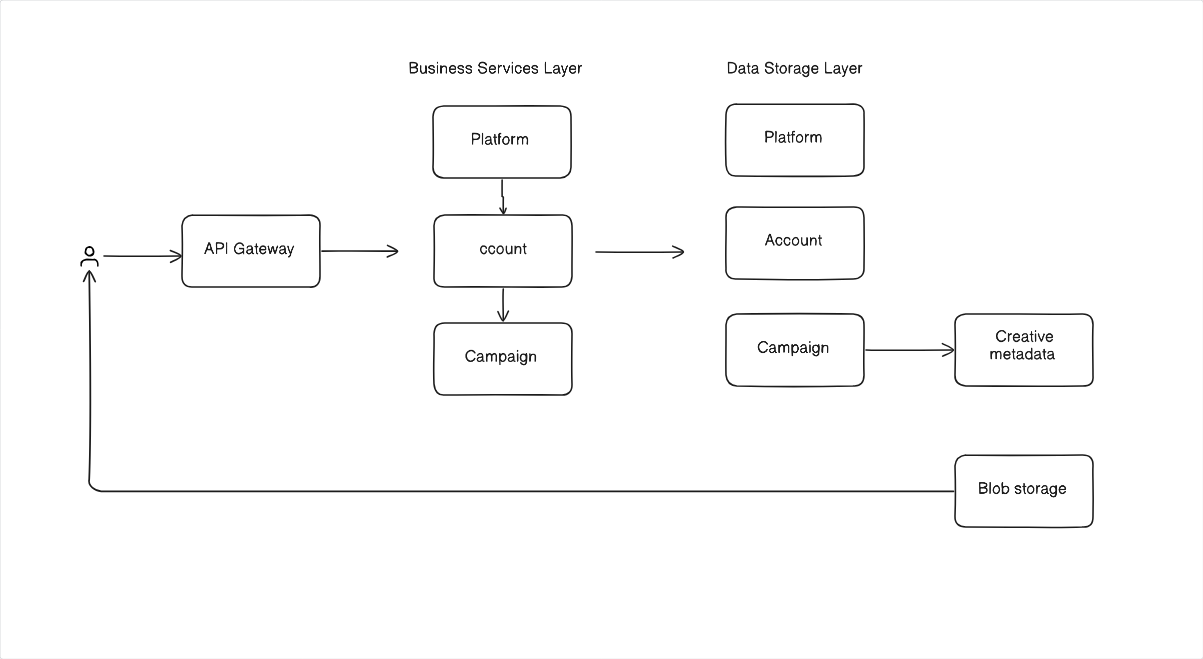 Business Services Layer
Data Storage Layer
Platform
Platform
API Gateway
ccount
Account
Campaign
Campaign
Creative
metadata
Blob storage